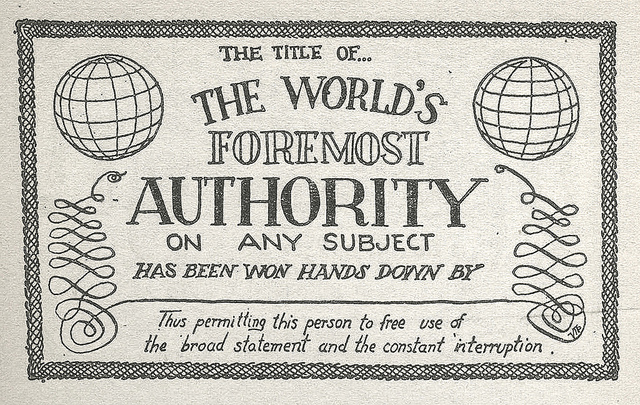 THE TITLE OF...
THE WORLD'S
FOREMOST
AUTHORITY
ON ANY SUBJECT
HAS BEEN WON HANDS DOWN BY
Thus permitting this person to free use of
the broad statement and the constant interruption.